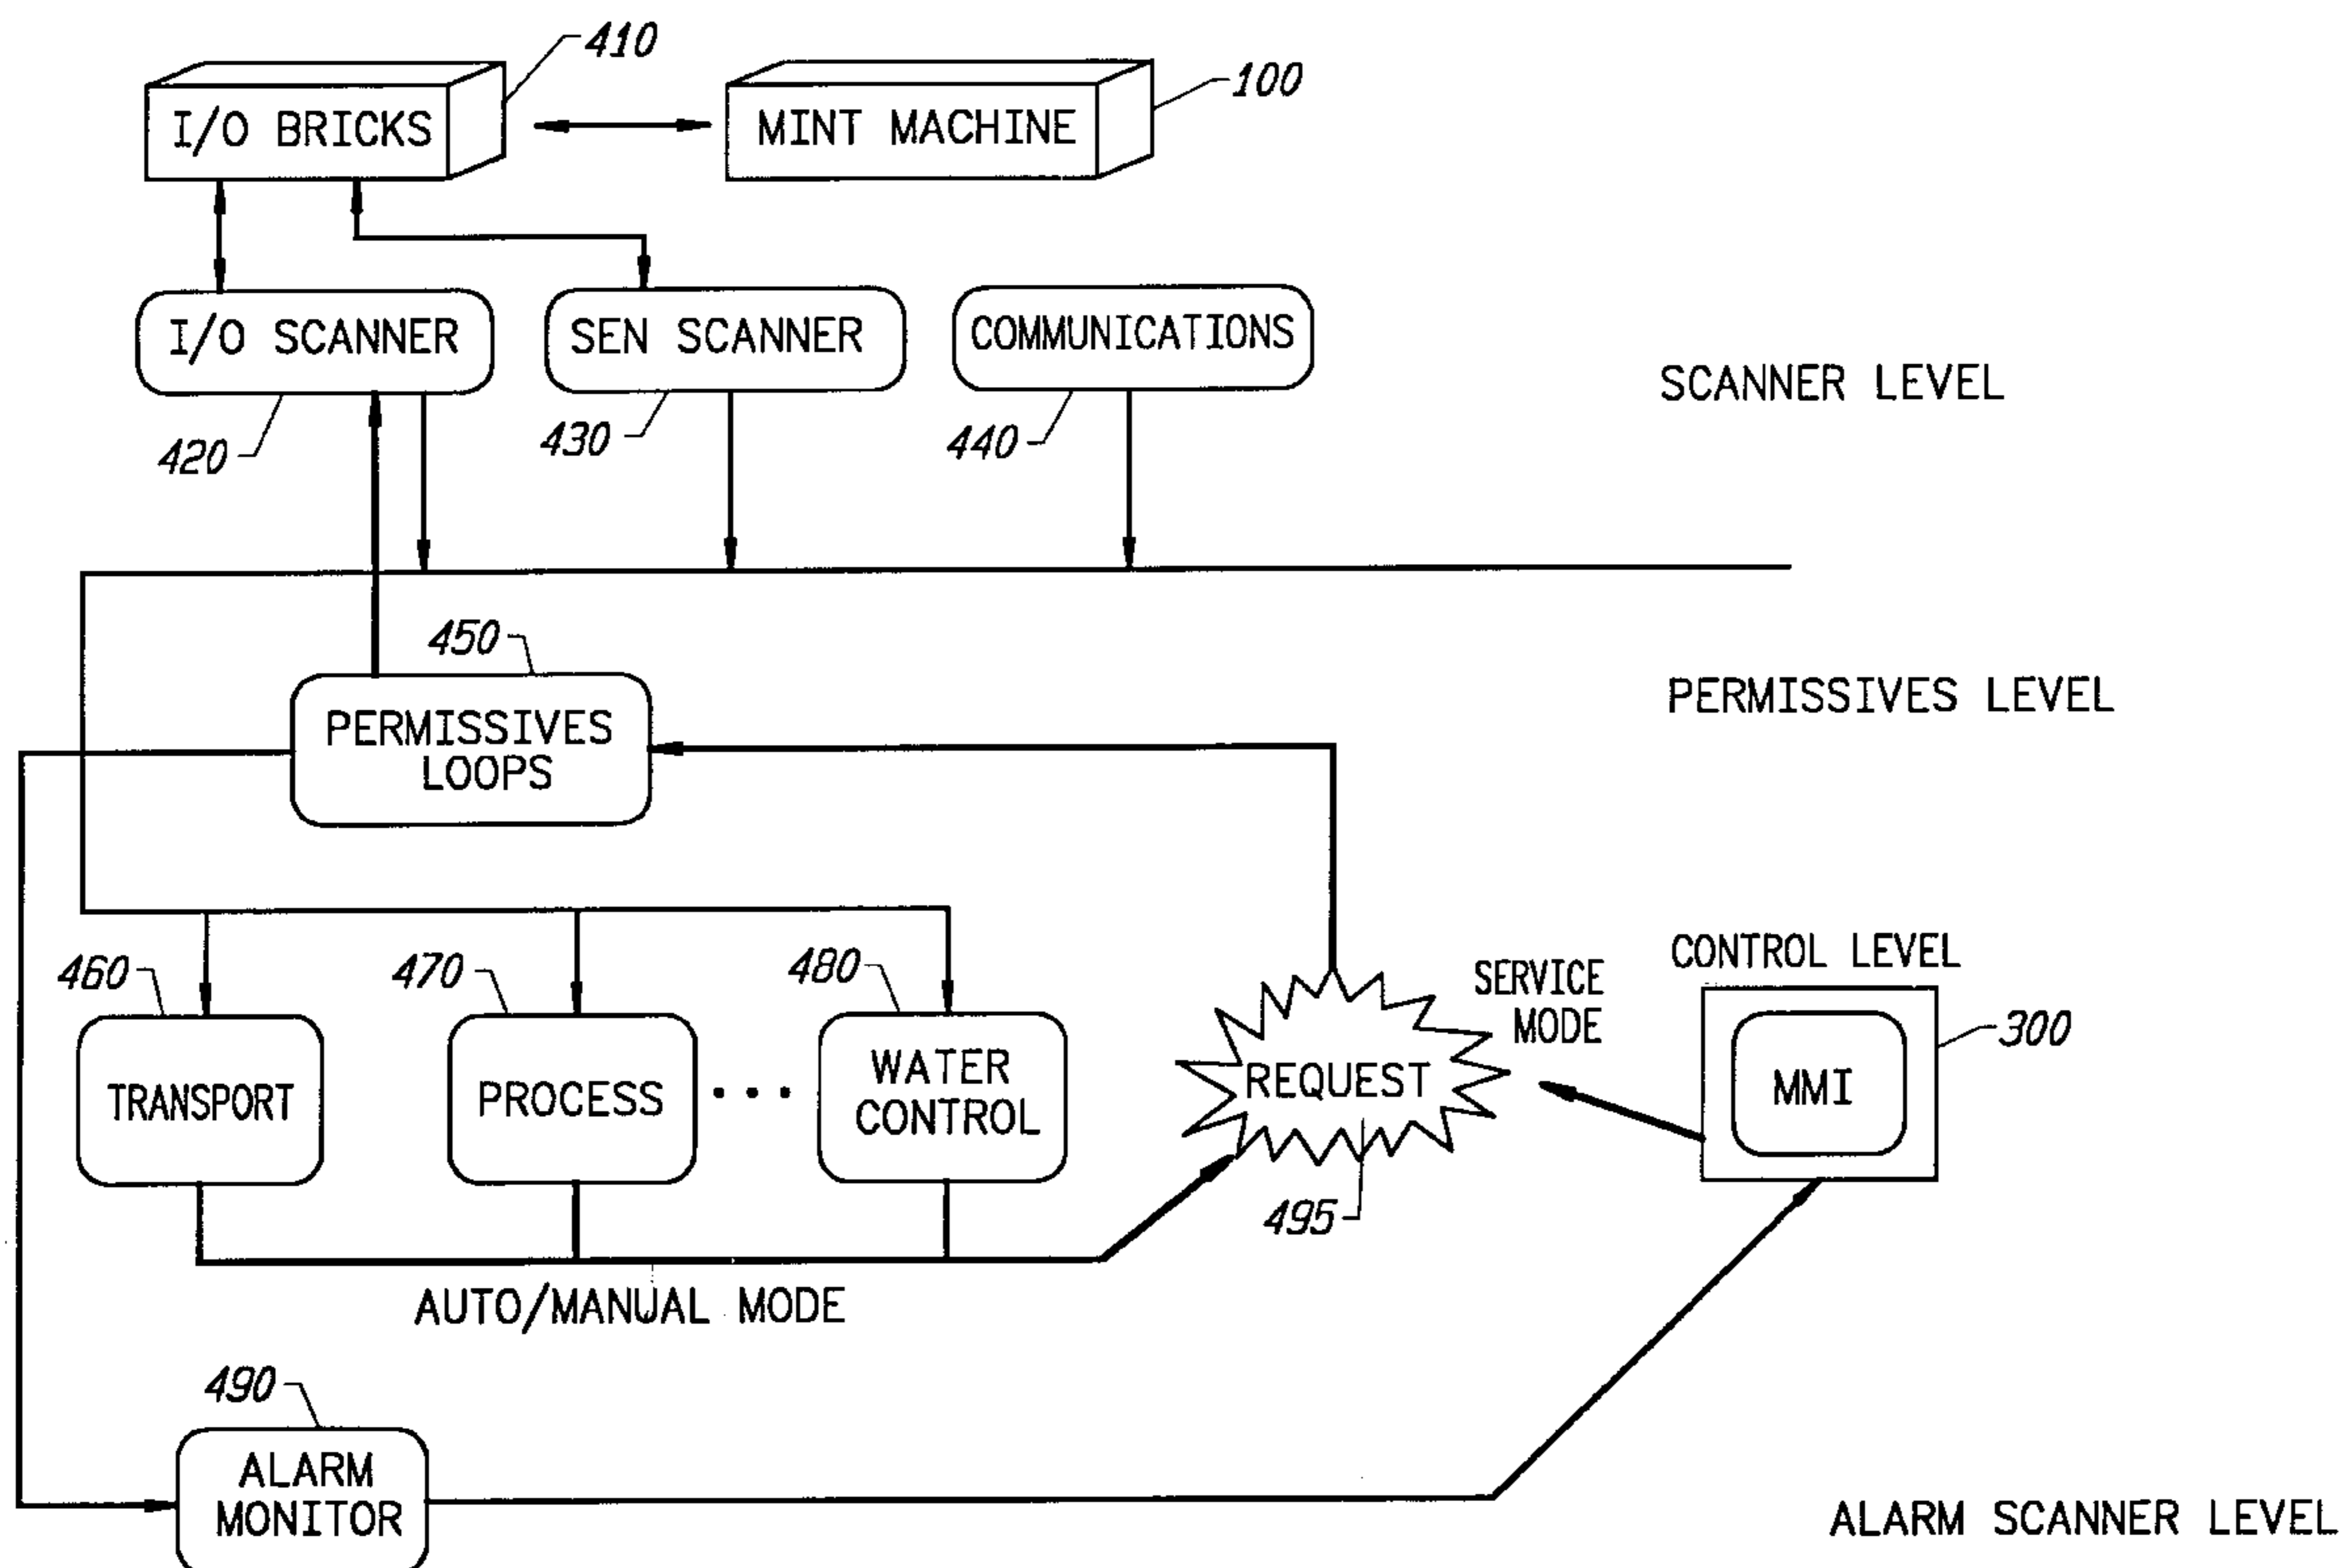 410
100
I/O BRICKS
MINT MACHINE
I/O SCANNER
SEN SCANNER
COMMUNICATIONS
SCANNER LEVEL
420
430
440
450
PERMISSIVES LEVEL
PERMISSIVES
LOOPS
460
470
480
SERVICE
MODE
CONTROL LEVEL
300
TRANSPORT
PROCESS
...
WATER
CONTROL
REQUEST
MMI
495
AUTO/MANUAL MODE
490
ALARM
MONITOR
ALARM SCANNER LEVEL